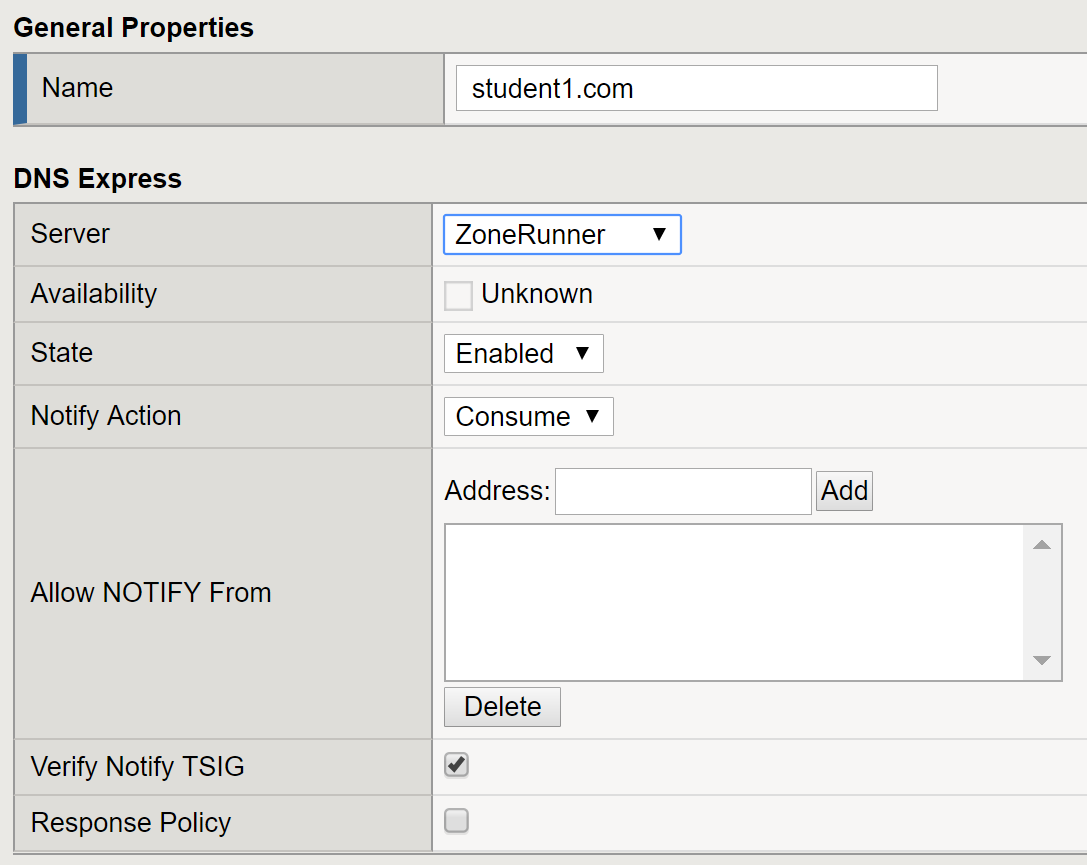 General Properties
Name student1.com
DNS Express
Server ZoneRunner
Availability Unknown
State Enabled
Notify Action Consume
Address: Add
Allow NOTIFY From
Delete
Verify Notify TSIG
Response Policy